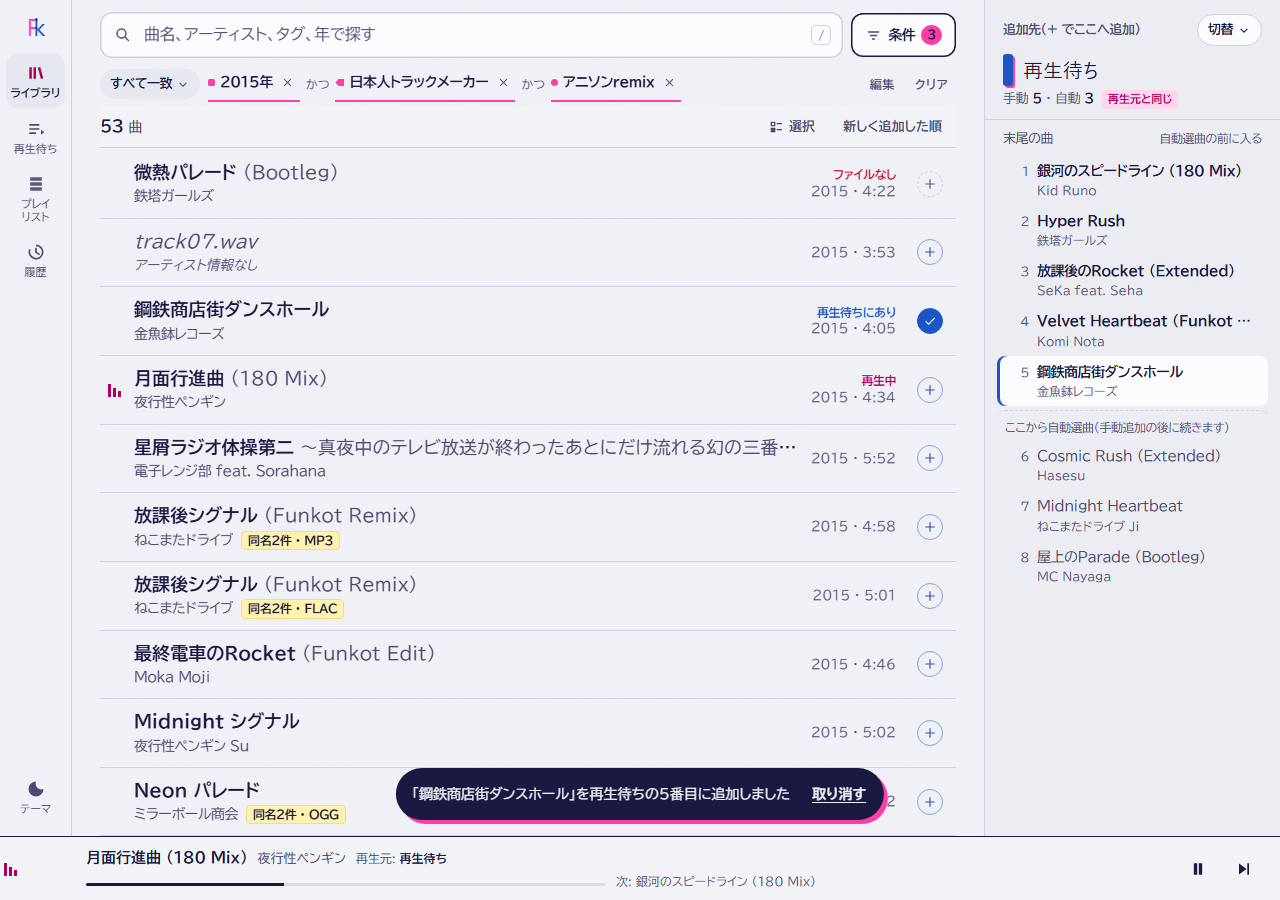 Fk
ライブラリ
再生待ち
プレイ
リスト
履歴
テーマ
曲名、アーティスト、タグ、年で探す
/
条件 3
すべて一致
2015年 ×
かつ
日本人トラックメーカー ×
かつ
アニソンremix ×
編集
クリア
53 曲
選択
新しく追加した順
微熱パレード (Bootleg)
鉄塔ガールズ
ファイルなし
2015・4:22
track07.wav
アーティスト情報なし
2015・3:53
鋼鉄商店街ダンスホール
金魚鉢レコーズ
再生待ちにあり
2015・4:05
月面行進曲 (180 Mix)
夜行性ペンギン
再生中
2015・4:34
星屑ラジオ体操第二 ～真夜中のテレビ放送が終わったあとにだけ流れる幻の三番…
電子レンジ部 feat. Sorahana
2015・5:52
放課後シグナル (Funkot Remix)
ねこまたドライブ 同名2件・MP3
2015・4:58
放課後シグナル (Funkot Remix)
ねこまたドライブ 同名2件・FLAC
2015・5:01
最終電車のRocket (Funkot Edit)
Moka Moji
2015・4:46
Midnight シグナル
夜行性ペンギン Su
2015・5:02
Neon パレード
ミラーボール商会 同名2件・OGG
2
「鋼鉄商店街ダンスホール」を再生待ちの5番目に追加しました 取り消す
追加先(+ でここへ追加)
切替
再生待ち
手動 5・自動 3 再生元と同じ
末尾の曲
自動選曲の前に入る
1 銀河のスピードライン (180 Mix)
Kid Runo
2 Hyper Rush
鉄塔ガールズ
3 放課後のRocket (Extended)
SeKa feat. Seha
4 Velvet Heartbeat (Funkot …
Komi Nota
5 鋼鉄商店街ダンスホール
金魚鉢レコーズ
ここから自動選曲(手動追加の後に続きます)
6 Cosmic Rush (Extended)
Hasesu
7 Midnight Heartbeat
ねこまたドライブ Ji
8 屋上のParade (Bootleg)
MC Nayaga
月面行進曲 (180 Mix) 夜行性ペンギン 再生元: 再生待ち
次: 銀河のスピードライン (180 Mix)